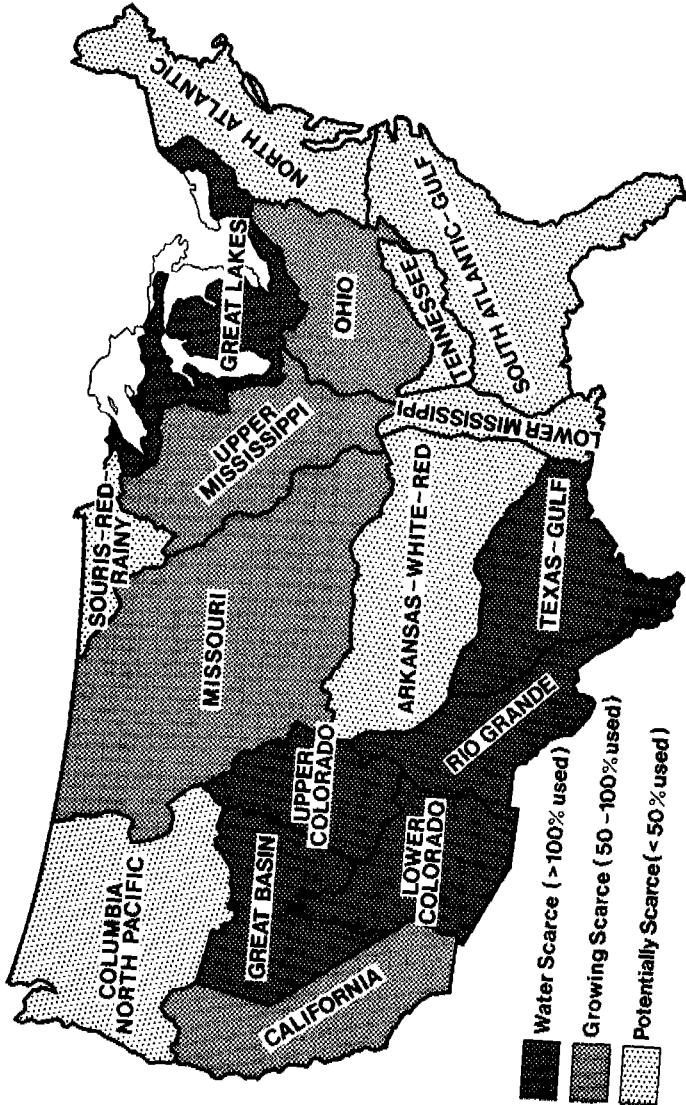 COLUMBIA
NORTH PACIFIC
SOURIS-RED-
RAINY
MISSOURI
UPPER
MISSISSIPPI
GREAT LAKES
NORTH ATLANTIC
OHIO
GREAT BASIN
UPPER
COLORADO
CALIFORNIA
LOWER
COLORADO
ARKANSAS-WHITE-RED
TENNESSEE
LOWER MISSISSIPPI
SOUTH ATLANTIC-GULF
RIO GRANDE
TEXAS-GULF
Water Scarce (>100% used)
Growing Scarce (50-100% used)
Potentially Scarce (<50% used)